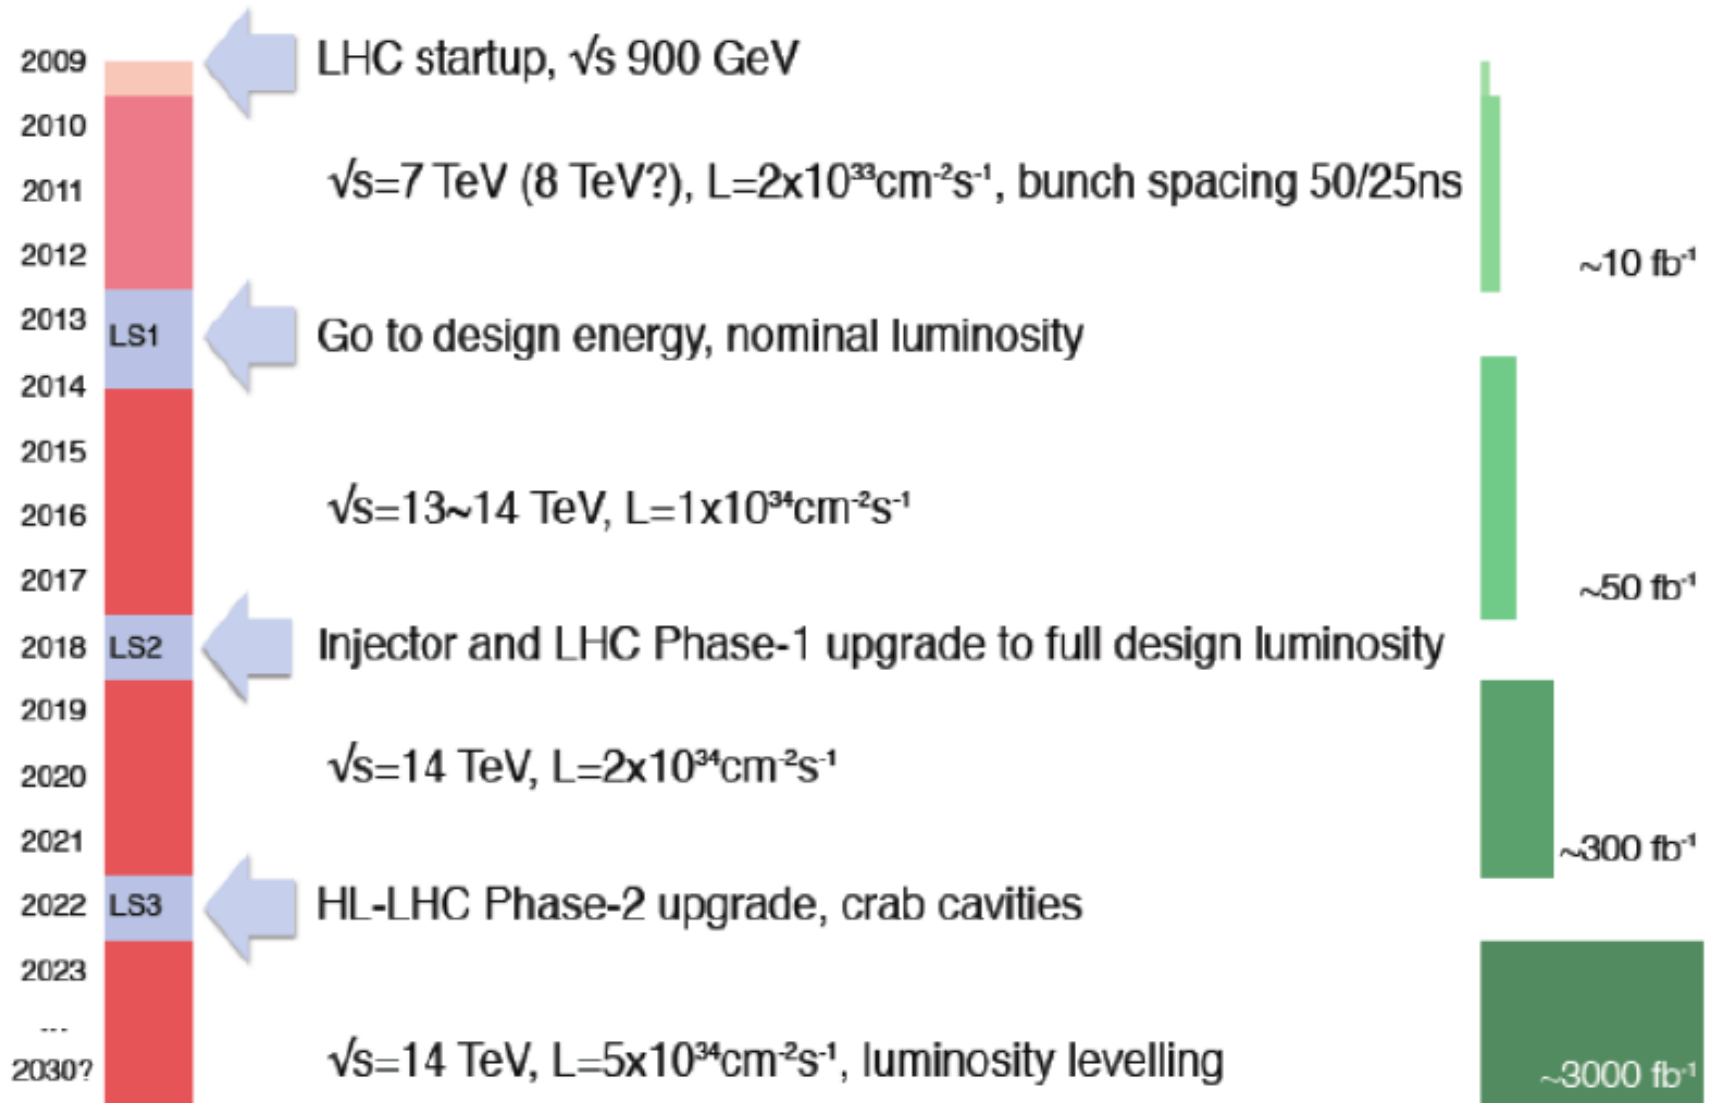 2009 LHC startup, √s 900 GeV
2010
√s=7 TeV (8 TeV?), L=2x10³³cm⁻²s⁻¹, bunch spacing 50/25ns
2011
2012 ~10 fb⁻¹
2013 LS1 Go to design energy, nominal luminosity
2014
2015
2016 √s=13~14 TeV, L=1x10³⁴cm⁻²s⁻¹
2017 ~50 fb⁻¹
2018 LS2 Injector and LHC Phase-1 upgrade to full design luminosity
2019
2020 √s=14 TeV, L=2x10³⁴cm⁻²s⁻¹
2021 ~300 fb⁻¹
2022 LS3 HL-LHC Phase-2 upgrade, crab cavities
2023
...
2030? √s=14 TeV, L=5x10³⁴cm⁻²s⁻¹, luminosity levelling ~3000 fb⁻¹